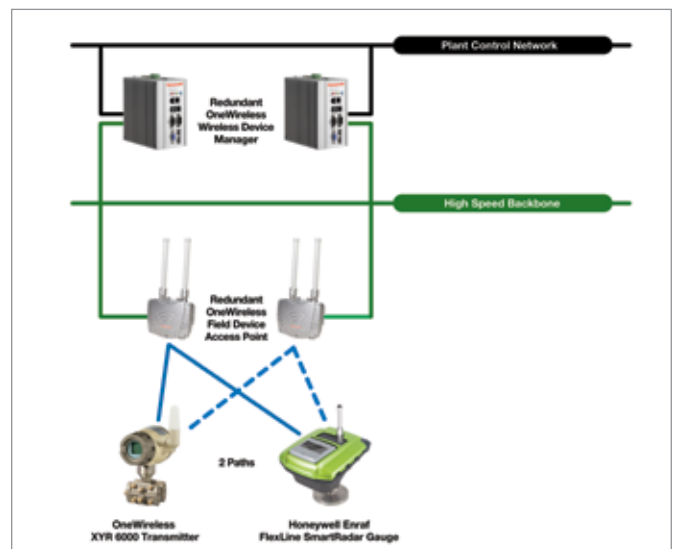 Plant Control Network
Redundant
OneWireless
Wireless Device
Manager
High Speed Backbone
Redundant
OneWireless
Field Device
Access Point
2 Paths
OneWireless
XYR 6000 Transmitter
Honeywell Enraf
FlexLine SmartRadar Gauge